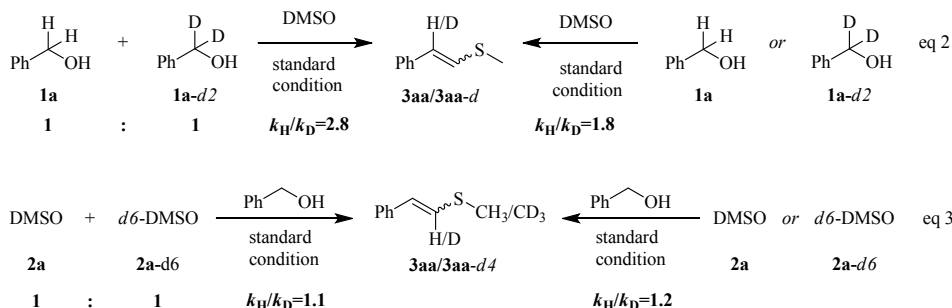 H H D D DMSO H/D DMSO H H D D
Ph OH + Ph OH Ph S Ph OH or Ph OH eq 2
standard condition standard condition
1a 1a-d2 3aa/3aa-d 1a 1a-d2
1 : 1 kH/kD=2.8 kH/kD=1.8
Ph OH Ph S CH3/CD3 Ph OH
DMSO + d6-DMSO H/D DMSO or d6-DMSO eq 3
standard condition standard condition
2a 2a-d6 3aa/3aa-d4 2a 2a-d6
1 : 1 kH/kD=1.1 kH/kD=1.2